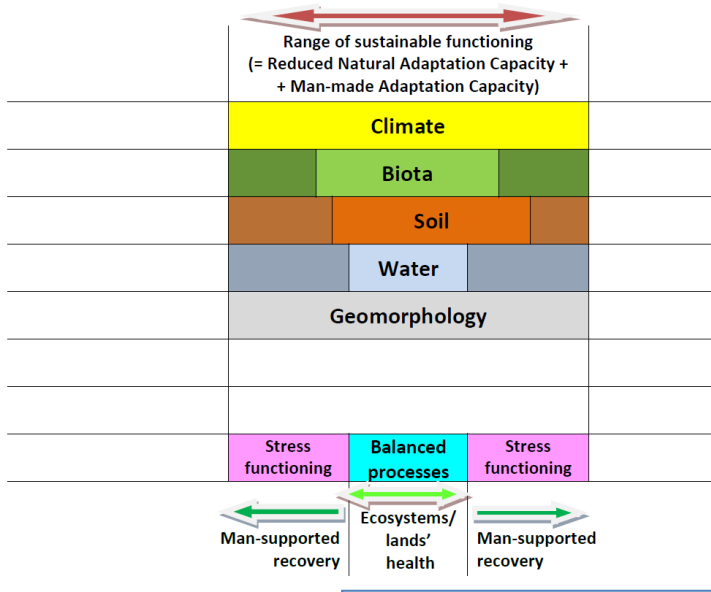 Range of sustainable functioning
(= Reduced Natural Adaptation Capacity +
+ Man-made Adaptation Capacity)
Climate
Biota
Soil
Water
Geomorphology
Stress
functioning
Balanced
processes
Stress
functioning
Man-supported
recovery
Ecosystems/
lands’
health
Man-supported
recovery